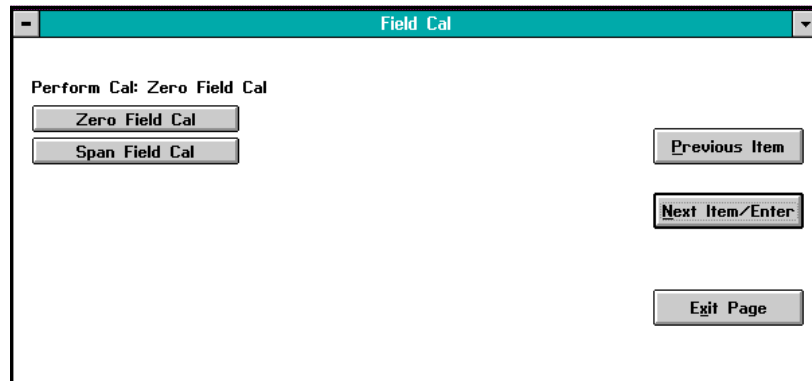 Field Cal
Perform Cal: Zero Field Cal
Zero Field Cal
Span Field Cal
Previous Item
Next Item/Enter
Exit Page